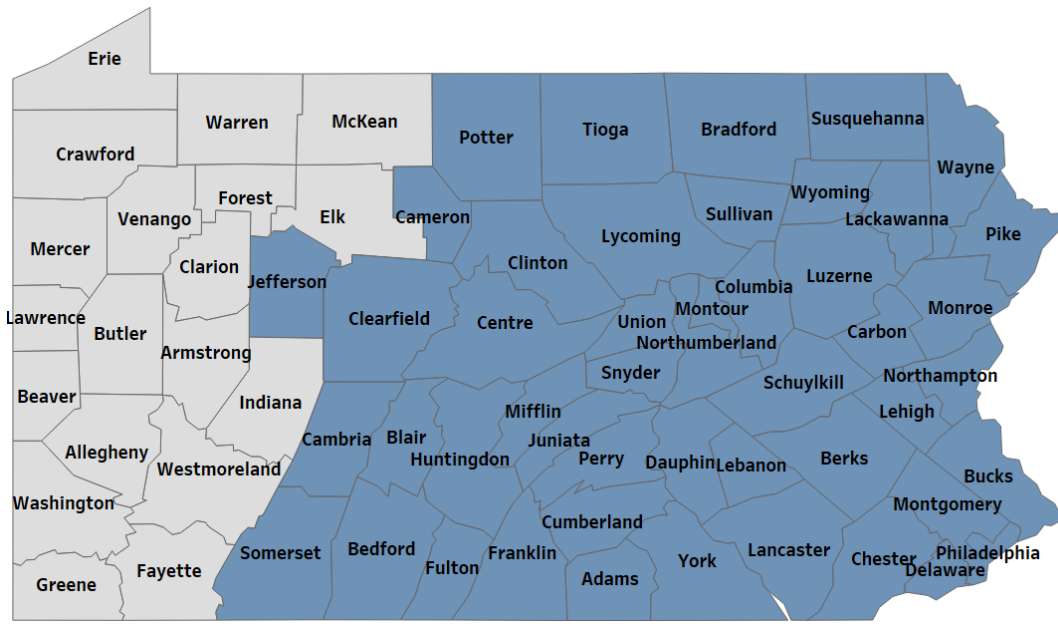 Erie
Warren
McKean
Potter
Tioga
Bradford
Susquehanna
Crawford
Wayne
Forest
Wyoming
Venango
Elk
Cameron
Sullivan
Lackawanna
Mercer
Lycoming
Pike
Clarion
Clinton
Jefferson
Luzerne
Columbia
Lawrence
Butler
Clearfield
Centre
Union
Montour
Monroe
Carbon
Armstrong
Northumberland
Snyder
Schuylkill
Northampton
Beaver
Indiana
Mifflin
Lehigh
Allegheny
Cambria
Blair
Juniata
Westmoreland
Huntingdon
Perry
Dauphin
Lebanon
Berks
Bucks
Washington
Montgomery
Cumberland
Somerset
Bedford
Franklin
Lancaster
Philadelphia
Greene
Fayette
Fulton
Adams
York
Chester
Delaware